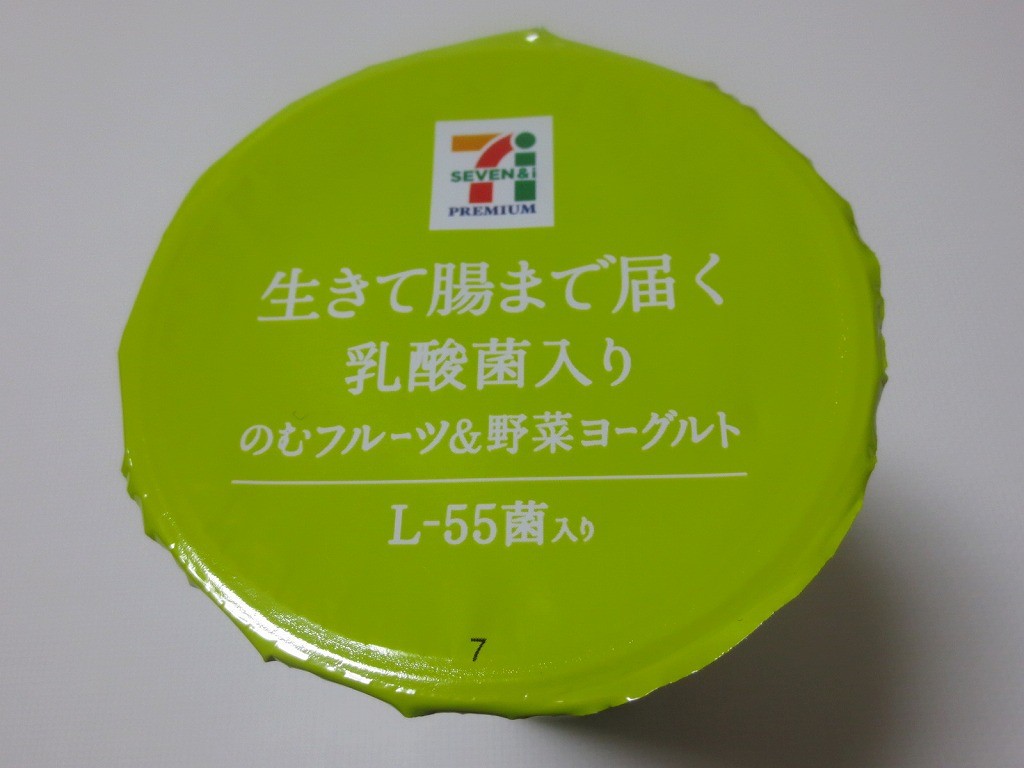 7i
SEVEN&i
PREMIUM
生きて腸まで届く
乳酸菌入り
のむフルーツ&野菜ヨーグルト
L-55菌入り
7